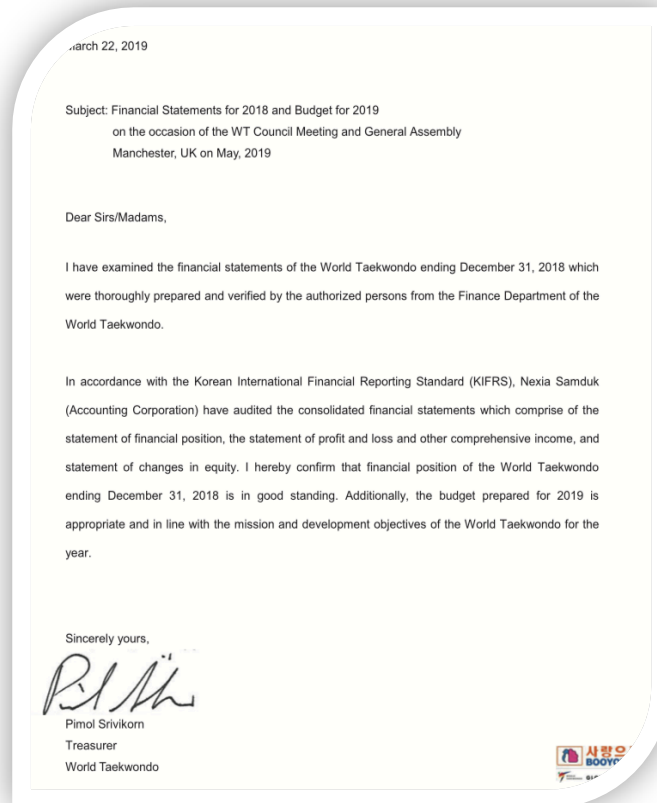 March 22, 2019
Subject: Financial Statements for 2018 and Budget for 2019
on the occasion of the WT Council Meeting and General Assembly
Manchester, UK on May, 2019
Dear Sirs/Madams,
I have examined the financial statements of the World Taekwondo ending December 31, 2018 which
were thoroughly prepared and verified by the authorized persons from the Finance Department of the
World Taekwondo.
In accordance with the Korean International Financial Reporting Standard (KIFRS), Nexia Samduk
(Accounting Corporation) have audited the consolidated financial statements which comprise of the
statement of financial position, the statement of profit and loss and other comprehensive income, and
statement of changes in equity. I hereby confirm that financial position of the World Taekwondo
ending December 31, 2018 is in good standing. Additionally, the budget prepared for 2019 is
appropriate and in line with the mission and development objectives of the World Taekwondo for the
year.
Sincerely yours,
Pimol Srivikorn
Treasurer
World Taekwondo